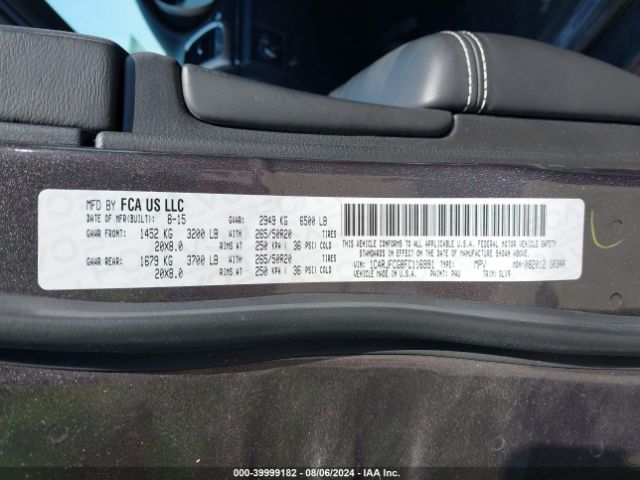 MFD BY FCA US LLC
DATE OF MFR(BUILT): 8-15 GVWR: 2949 KG 6500 LB
GAWR FRONT: 1452 KG 3200 LB WITH 265/50R20 TIRES
20X8.0 RIMS AT 250 KPA ( 36 PSI) COLD
GAWR REAR: 1679 KG 3700 LB WITH 265/50R20 TIRES
20X8.0 RIMS AT 250 KPA ( 36 PSI) COLD
THIS VEHICLE CONFORMS TO ALL APPLICABLE U.S.A. FEDERAL MOTOR VEHICLE SAFETY
STANDARDS IN EFFECT ON THE DATE OF MANUFACTURE SHOWN ABOVE.
VIN: 1C4RJFCG8FC116891 TYPE: MPV
VEHICLE MADE IN U.S.A. PAINT: PAU TRIM: GLX9
000-39999182 - 08/06/2024 - IAA Inc.